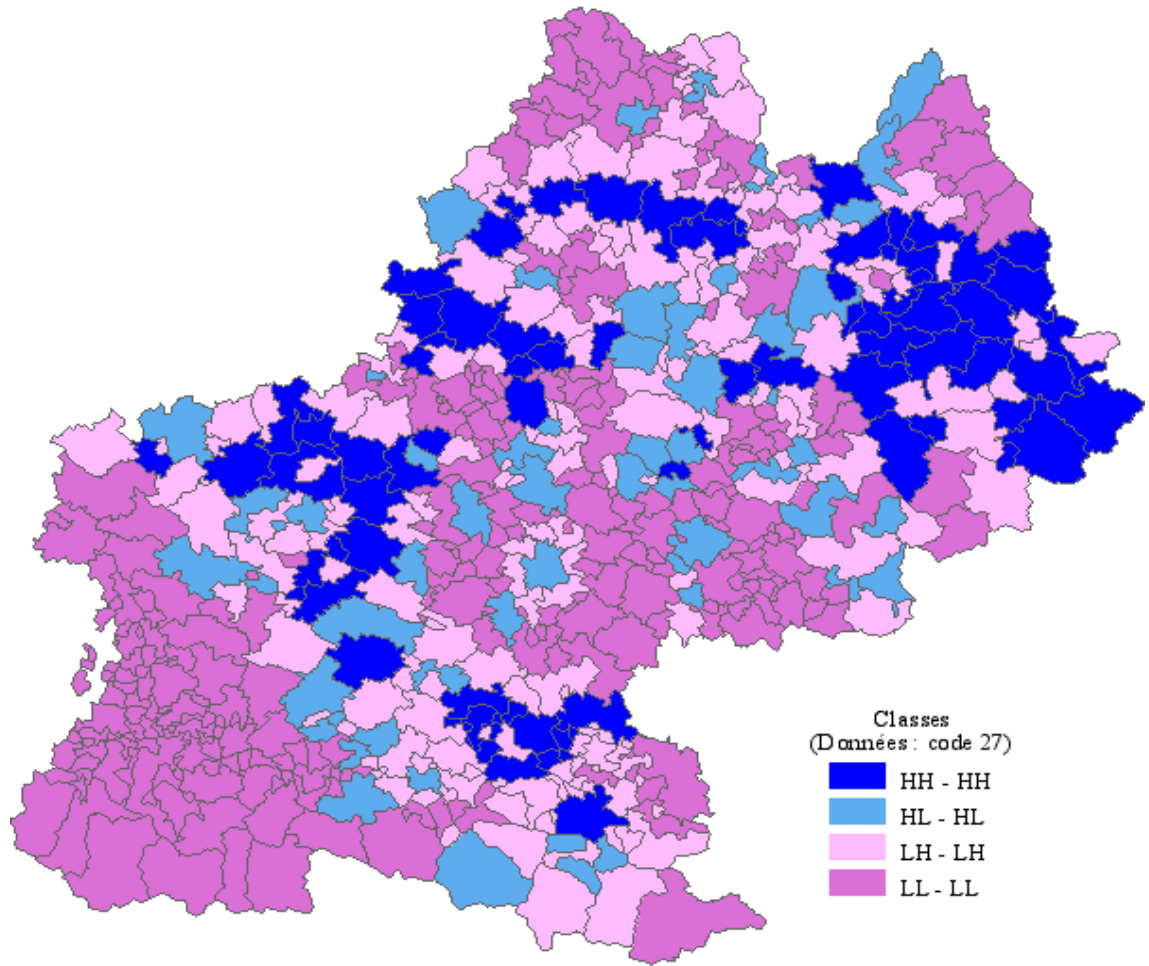 Classes
(Données : code 27)
HH - HH
HL - HL
LH - LH
LL - LL